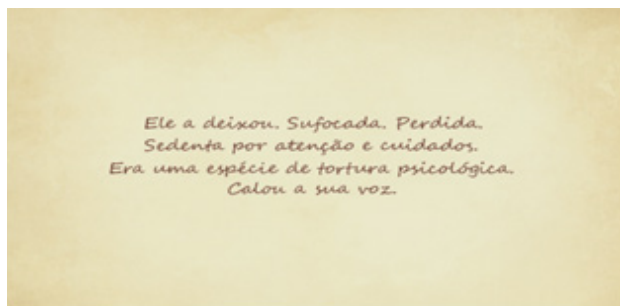 Ele a deixou. Sufocada. Perdida.
Sedenta por atenção e cuidados.
Era uma espécie de tortura psicológica.
Calou a sua voz.